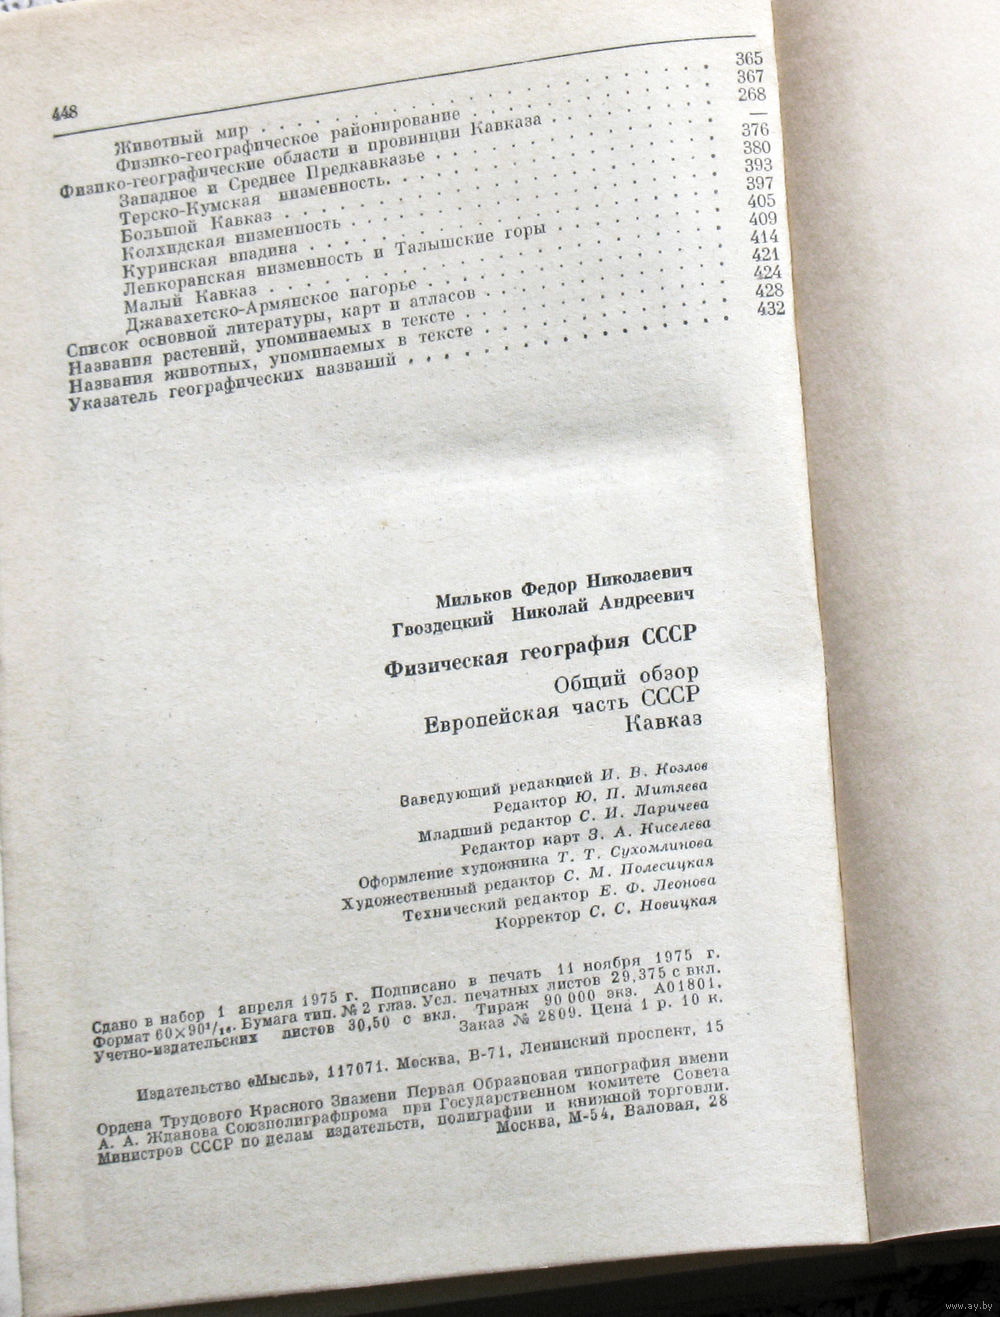 448
Животный мир . . . . . . . . . . 365
Физико-географическое районирование . . . . . . . . . . 367
Физико-географические области и провинции Кавказа . . . . . . . . . . 268
Западное и Среднее Предкавказье . . . . . . . . . . —
Терско-Кумская низменность. . . . . . . . . . . 376
Большой Кавказ . . . . . . . . . . 380
Колхидская низменность . . . . . . . . . . 393
Куринская впадина . . . . . . . . . . 397
Ленкоранская низменность и Талышские горы . . . . . . . . . . 405
Малый Кавказ . . . . . . . . . . 409
Джавахетско-Армянское нагорье . . . . . . . . . . 414
Список основной литературы, карт и атласов . . . . . . . . . . 421
Названия растений, упоминаемых в тексте . . . . . . . . . . 424
Названия животных, упоминаемых в тексте . . . . . . . . . . 428
Указатель географических названий . . . . . . . . . . 432
Мильков Федор Николаевич
Гвоздецкий Николай Андреевич
Физическая география СССР
Общий обзор
Европейская часть СССР
Кавказ
Заведующий редакцией И. В. Козлов
Редактор Ю. П. Митяева
Младший редактор С. И. Ларичева
Редактор карт З. А. Киселева
Оформление художника Т. Т. Сухомлинова
Художественный редактор С. М. Полесицкая
Технический редактор Е. Ф. Леонова
Корректор С. С. Новицкая
Сдано в набор 1 апреля 1975 г. Подписано в печать 11 ноября 1975 г.
Формат 60×90¹/₁₆. Бумага тип. № 2 глаз. Усл. печатных листов 29,375 с вкл.
Учетно-издательских листов 30,50 с вкл. Тираж 90 000 экз. А01801.
Заказ № 2809. Цена 1 р. 10 к.
Издательство «Мысль», 117071. Москва, В-71, Ленинский проспект, 15
Ордена Трудового Красного Знамени Первая Образцовая типография имени
А. А. Жданова Союзполиграфпрома при Государственном комитете Совета
Министров СССР по делам издательств, полиграфии и книжной торговли.
Москва, М-54, Валовая, 28
www.ay.by